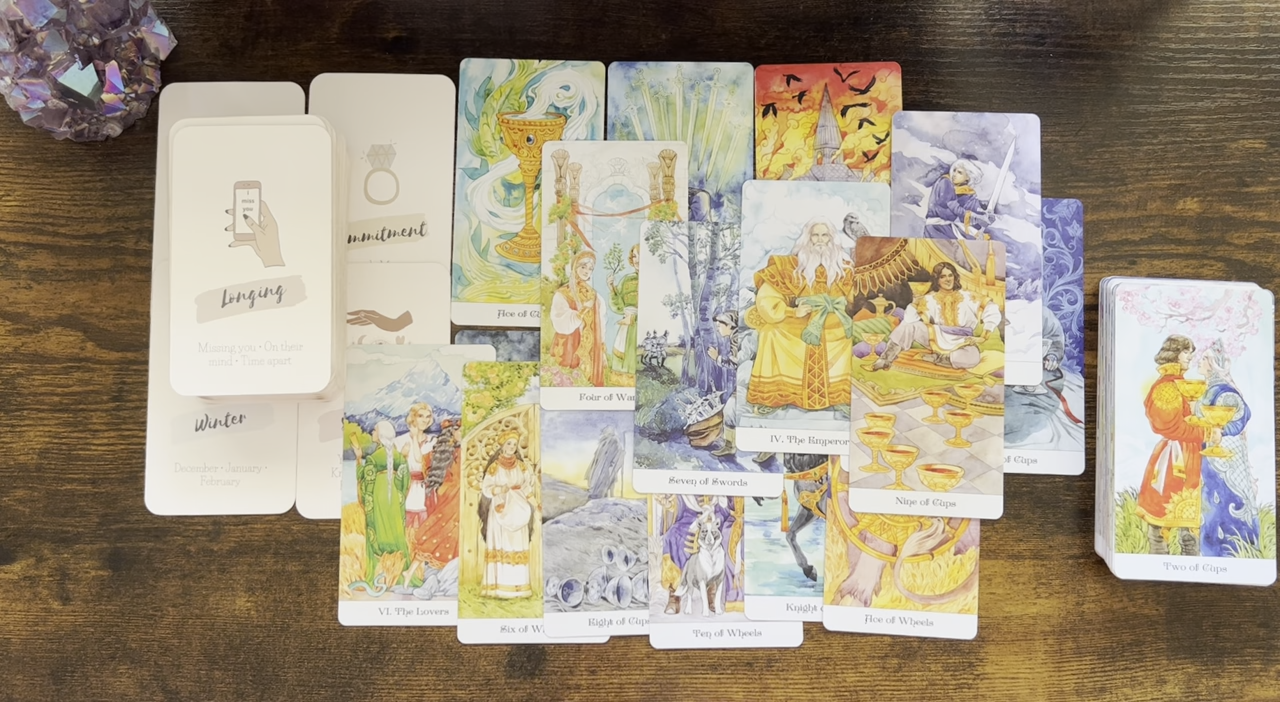 I
miss
you
Longing
Missing you • On their
mind • Time apart
mmitment
Winter
December • January •
February
Ace of Cu
Four of Wa
Seven of Swords
IV. The Emperor
Nine of Cups
of Cups
VI. The Lovers
Six of W
Eight of Cups
Ten of Wheels
Knight
Ace of Wheels
Two of Cups